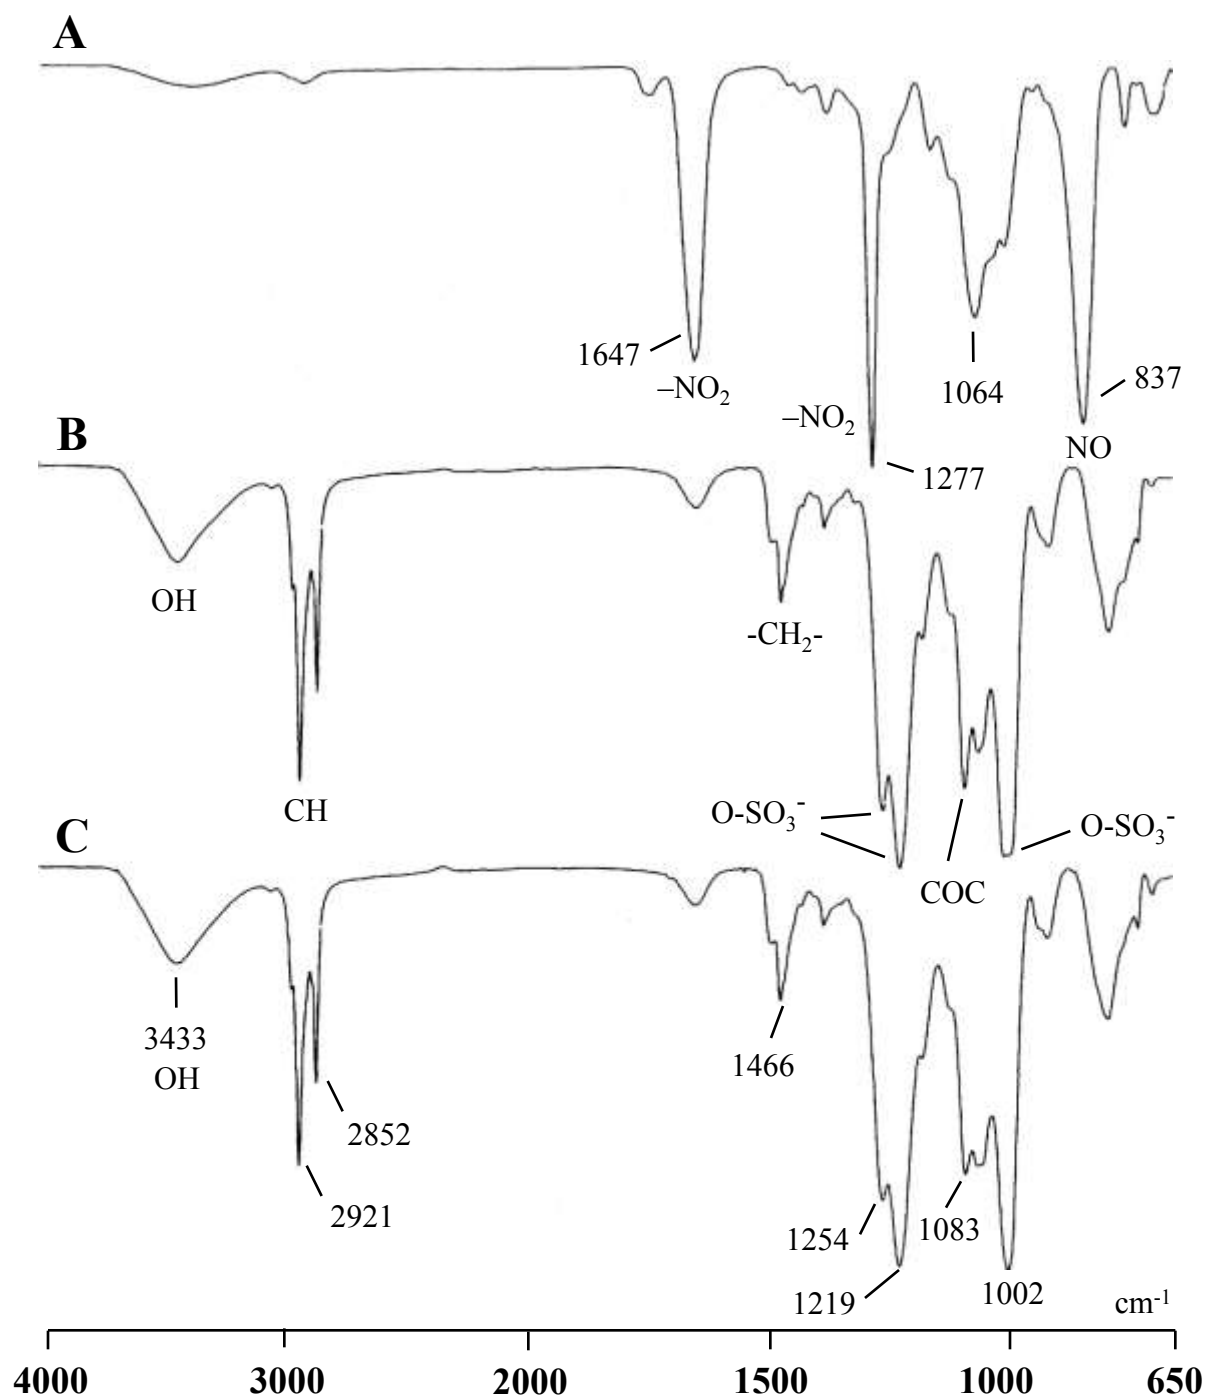 A
1647
–NO₂
–NO₂
1064
837
NO
1277
B
OH
CH
-CH₂-
O-SO₃⁻
COC
O-SO₃⁻
C
3433
OH
2852
2921
1466
1254
1219
1083
1002
cm⁻¹
4000 3000 2000 1500 1000 650